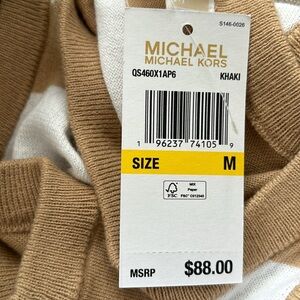 S146-0026
MICHAEL
MICHAEL KORS
QS460X1AP6 KHAKI
1 96237 74105 9
SIZE M
FSC
MIX
Paper
MSRP $88.00